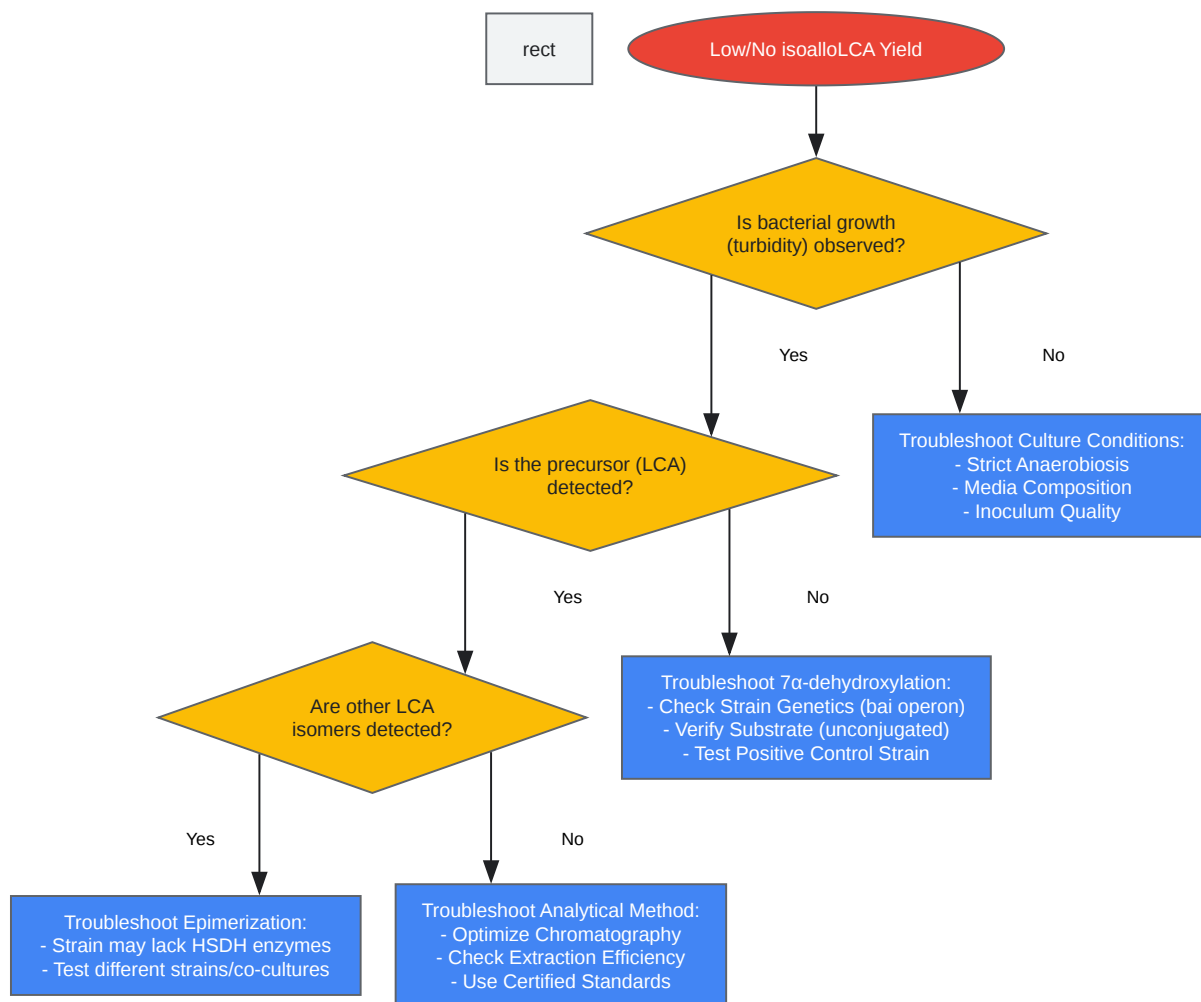 rect
Low/No isoalloLCA Yield
Is bacterial growth
(turbidity) observed?
Yes
No
Is the precursor (LCA)
detected?
Troubleshoot Culture Conditions:
- Strict Anaerobiosis
- Media Composition
- Inoculum Quality
Yes
No
Are other LCA
isomers detected?
Troubleshoot 7α-dehydroxylation:
- Check Strain Genetics (bai operon)
- Verify Substrate (unconjugated)
- Test Positive Control Strain
Yes
No
Troubleshoot Epimerization:
- Strain may lack HSDH enzymes
- Test different strains/co-cultures
Troubleshoot Analytical Method:
- Optimize Chromatography
- Check Extraction Efficiency
- Use Certified Standards